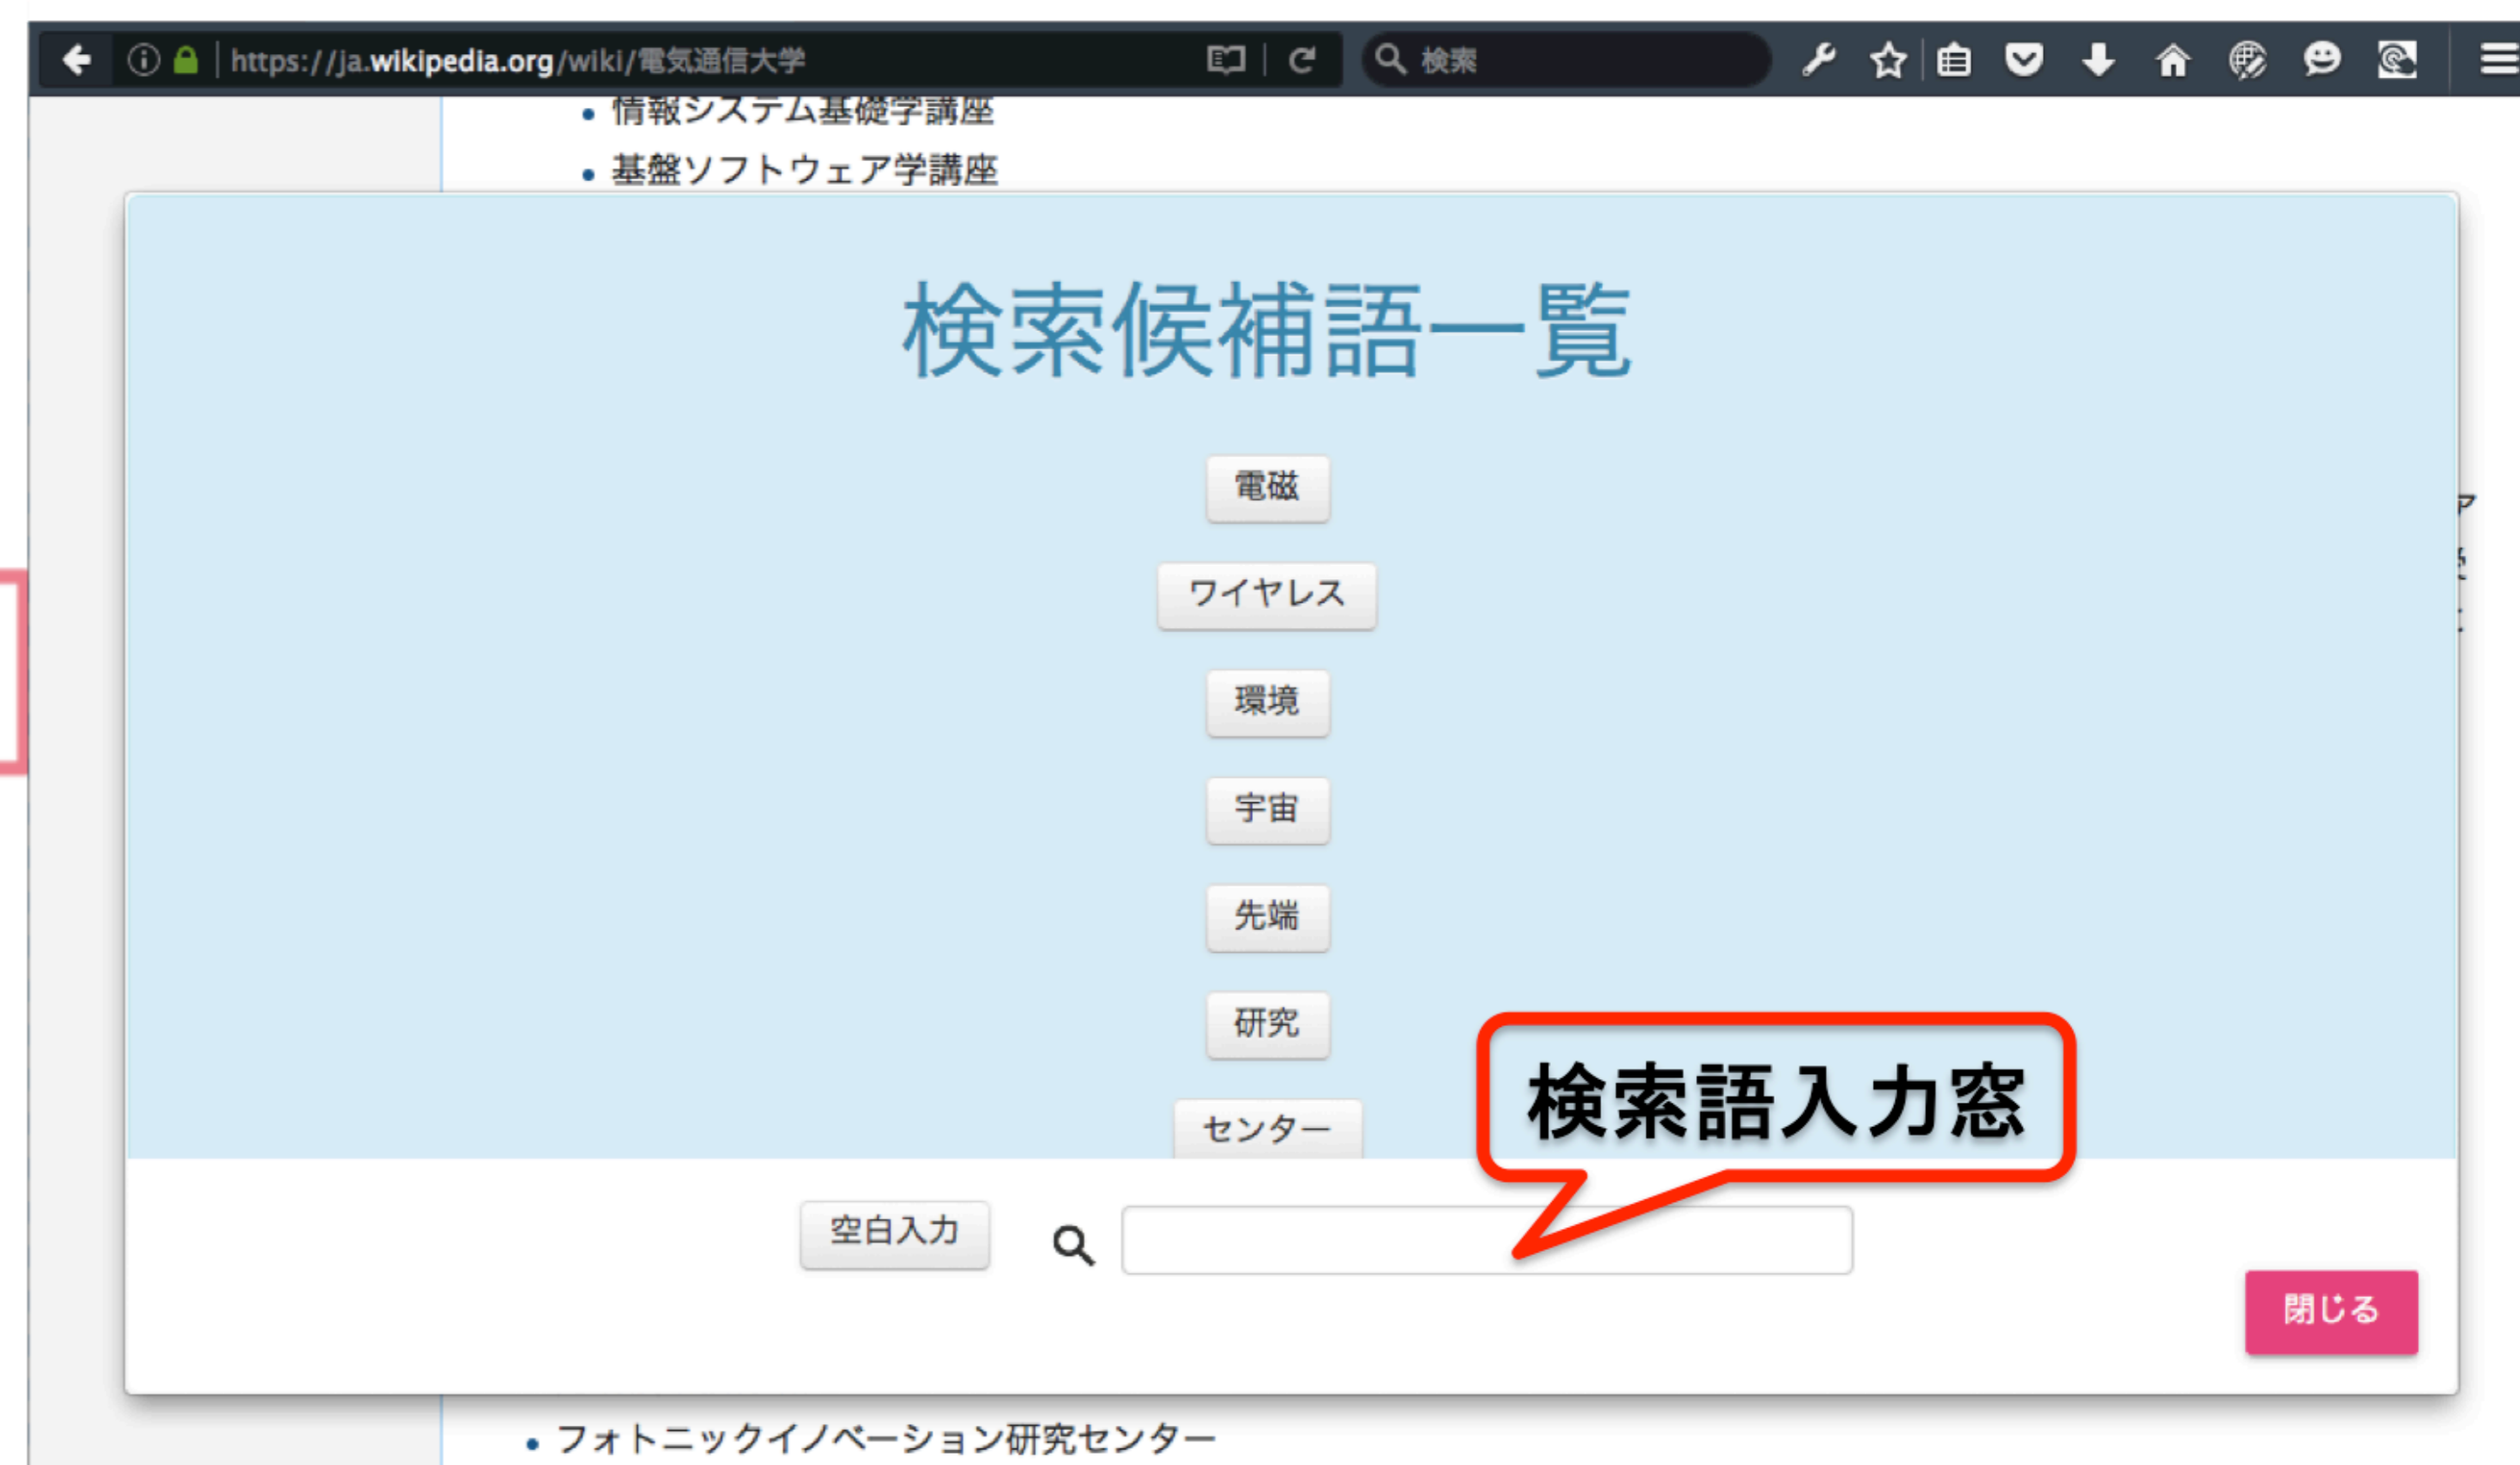 https://ja.wikipedia.org/wiki/電気通信大学 検索
情報システム基礎学講座
基盤ソフトウェア学講座
検索候補語一覧
電磁
ワイヤレス
環境
宇宙
先端
研究
センター
検索語入力窓
空白入力
閉じる
フォトニックイノベーション研究センター